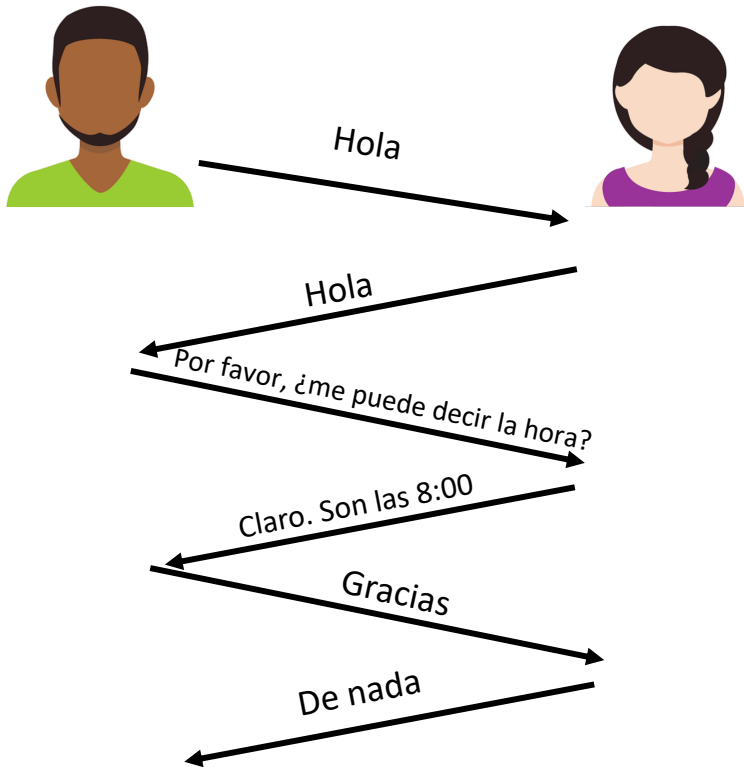 Hola
Hola
Por favor, ¿me puede decir la hora?
Claro. Son las 8:00
Gracias
De nada